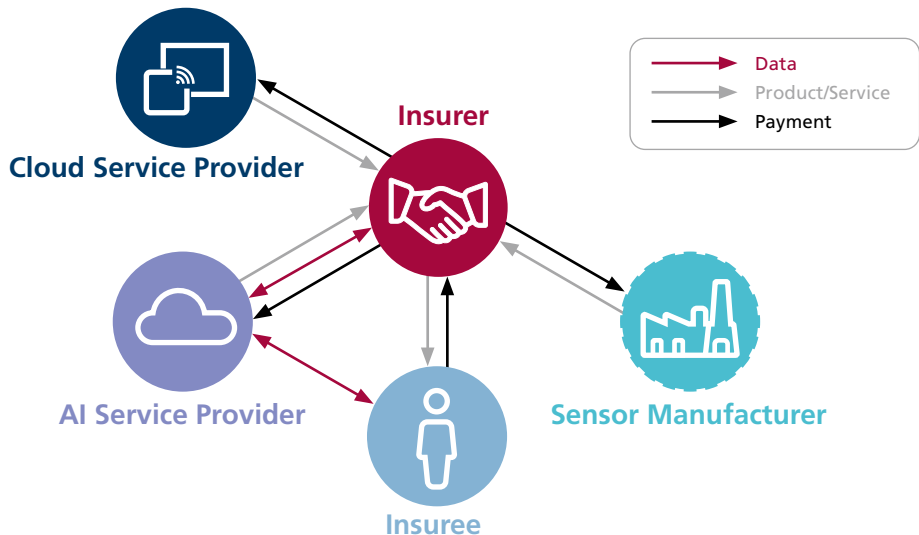 Data
Product/Service
Payment
Insurer
Cloud Service Provider
AI Service Provider
Sensor Manufacturer
Insuree